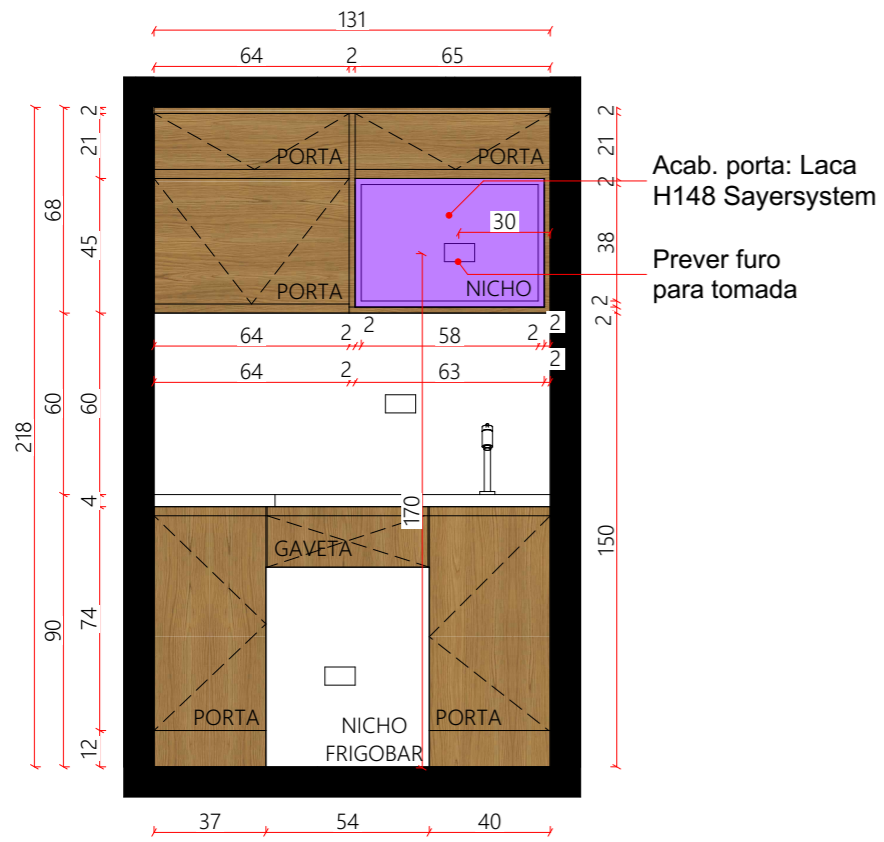 131
64 2 65
2
21
68
45
PORTA
PORTA
2
21
2
38
2
2
Acab. porta: Laca
H148 Sayersystem
30
Prever furo
para tomada
PORTA
NICHO
64 2 2 58 2 2
64 2 63 2
218
60
60
4
170
150
GAVETA
90
74
12
PORTA
NICHO
FRIGOBAR
PORTA
37 54 40